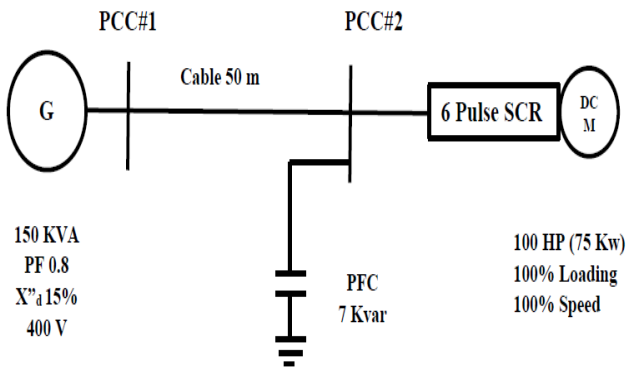 PCC#1
PCC#2
Cable 50 m
G
6 Pulse SCR
DC
M
150 KVA
PF 0.8
X"d 15%
400 V
PFC
7 Kvar
100 HP (75 Kw)
100% Loading
100% Speed